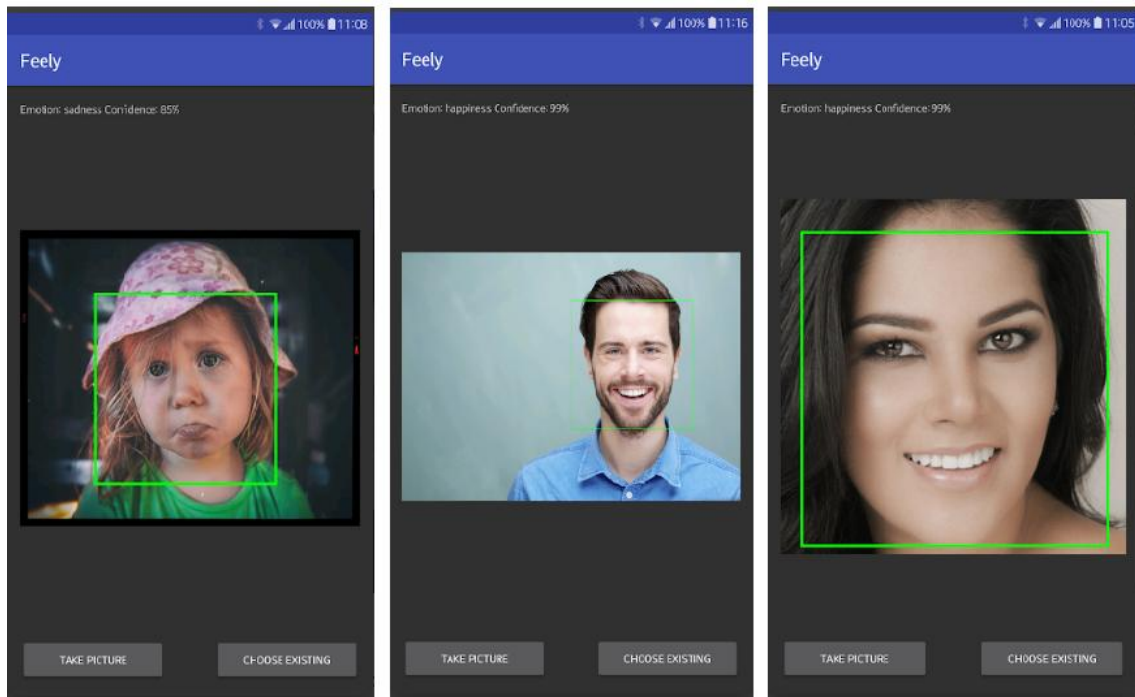 100% 11:08
Feely
Emotion: sadness Confidence: 85%
TAKE PICTURE
CHOOSE EXISTING
100% 11:16
Feely
Emotion: happiness Confidence: 99%
TAKE PICTURE
CHOOSE EXISTING
100% 11:05
Feely
Emotion: happiness Confidence: 99%
TAKE PICTURE
CHOOSE EXISTING